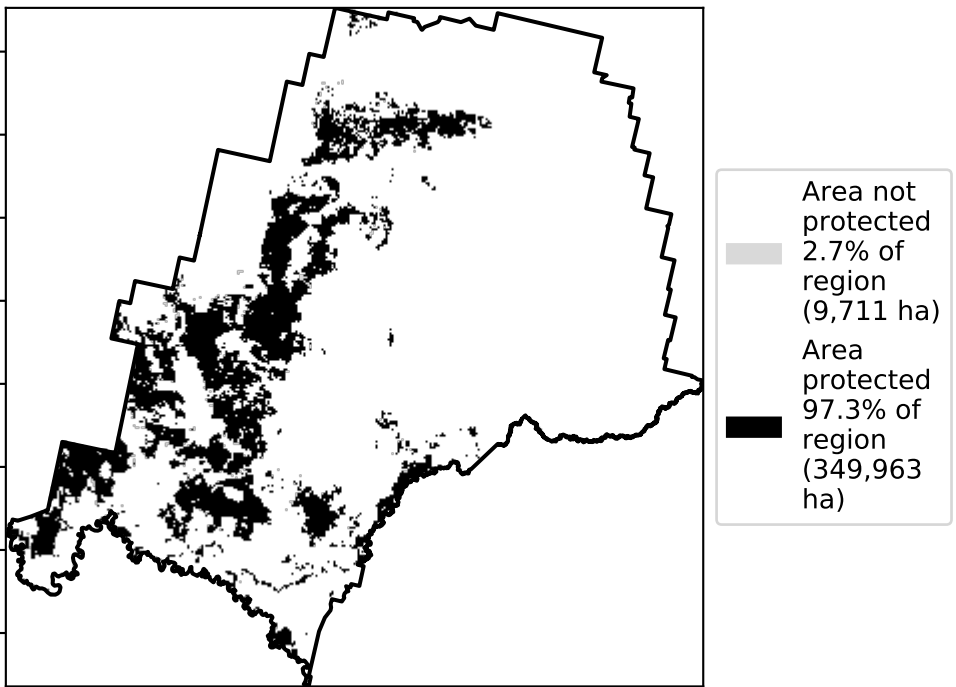 Area not
protected
2.7% of
region
(9,711 ha)
Area
protected
97.3% of
region
(349,963
ha)